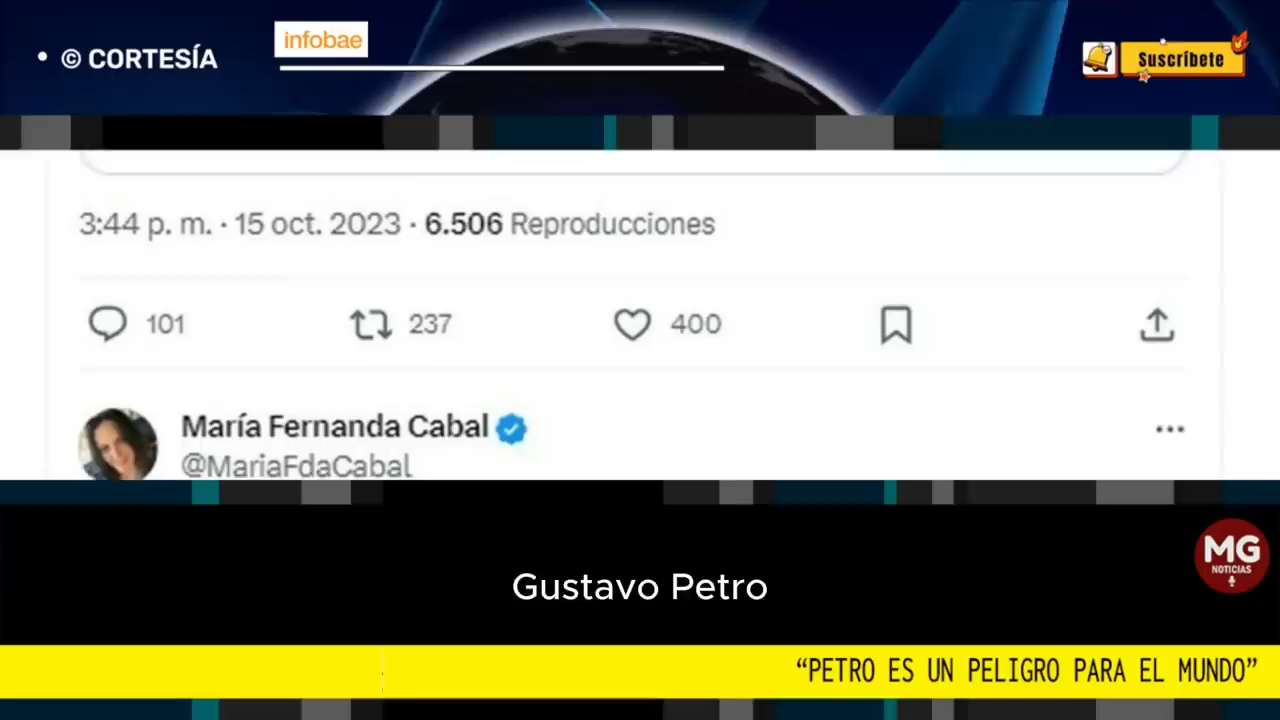 • © CORTESÍA
infobae
Suscríbete
3:44 p. m. · 15 oct. 2023 · 6.506 Reproducciones
101 237 400
María Fernanda Cabal
@MariaFdaCabal
MG
NOTICIAS
Gustavo Petro
“PETRO ES UN PELIGRO PARA EL MUNDO”